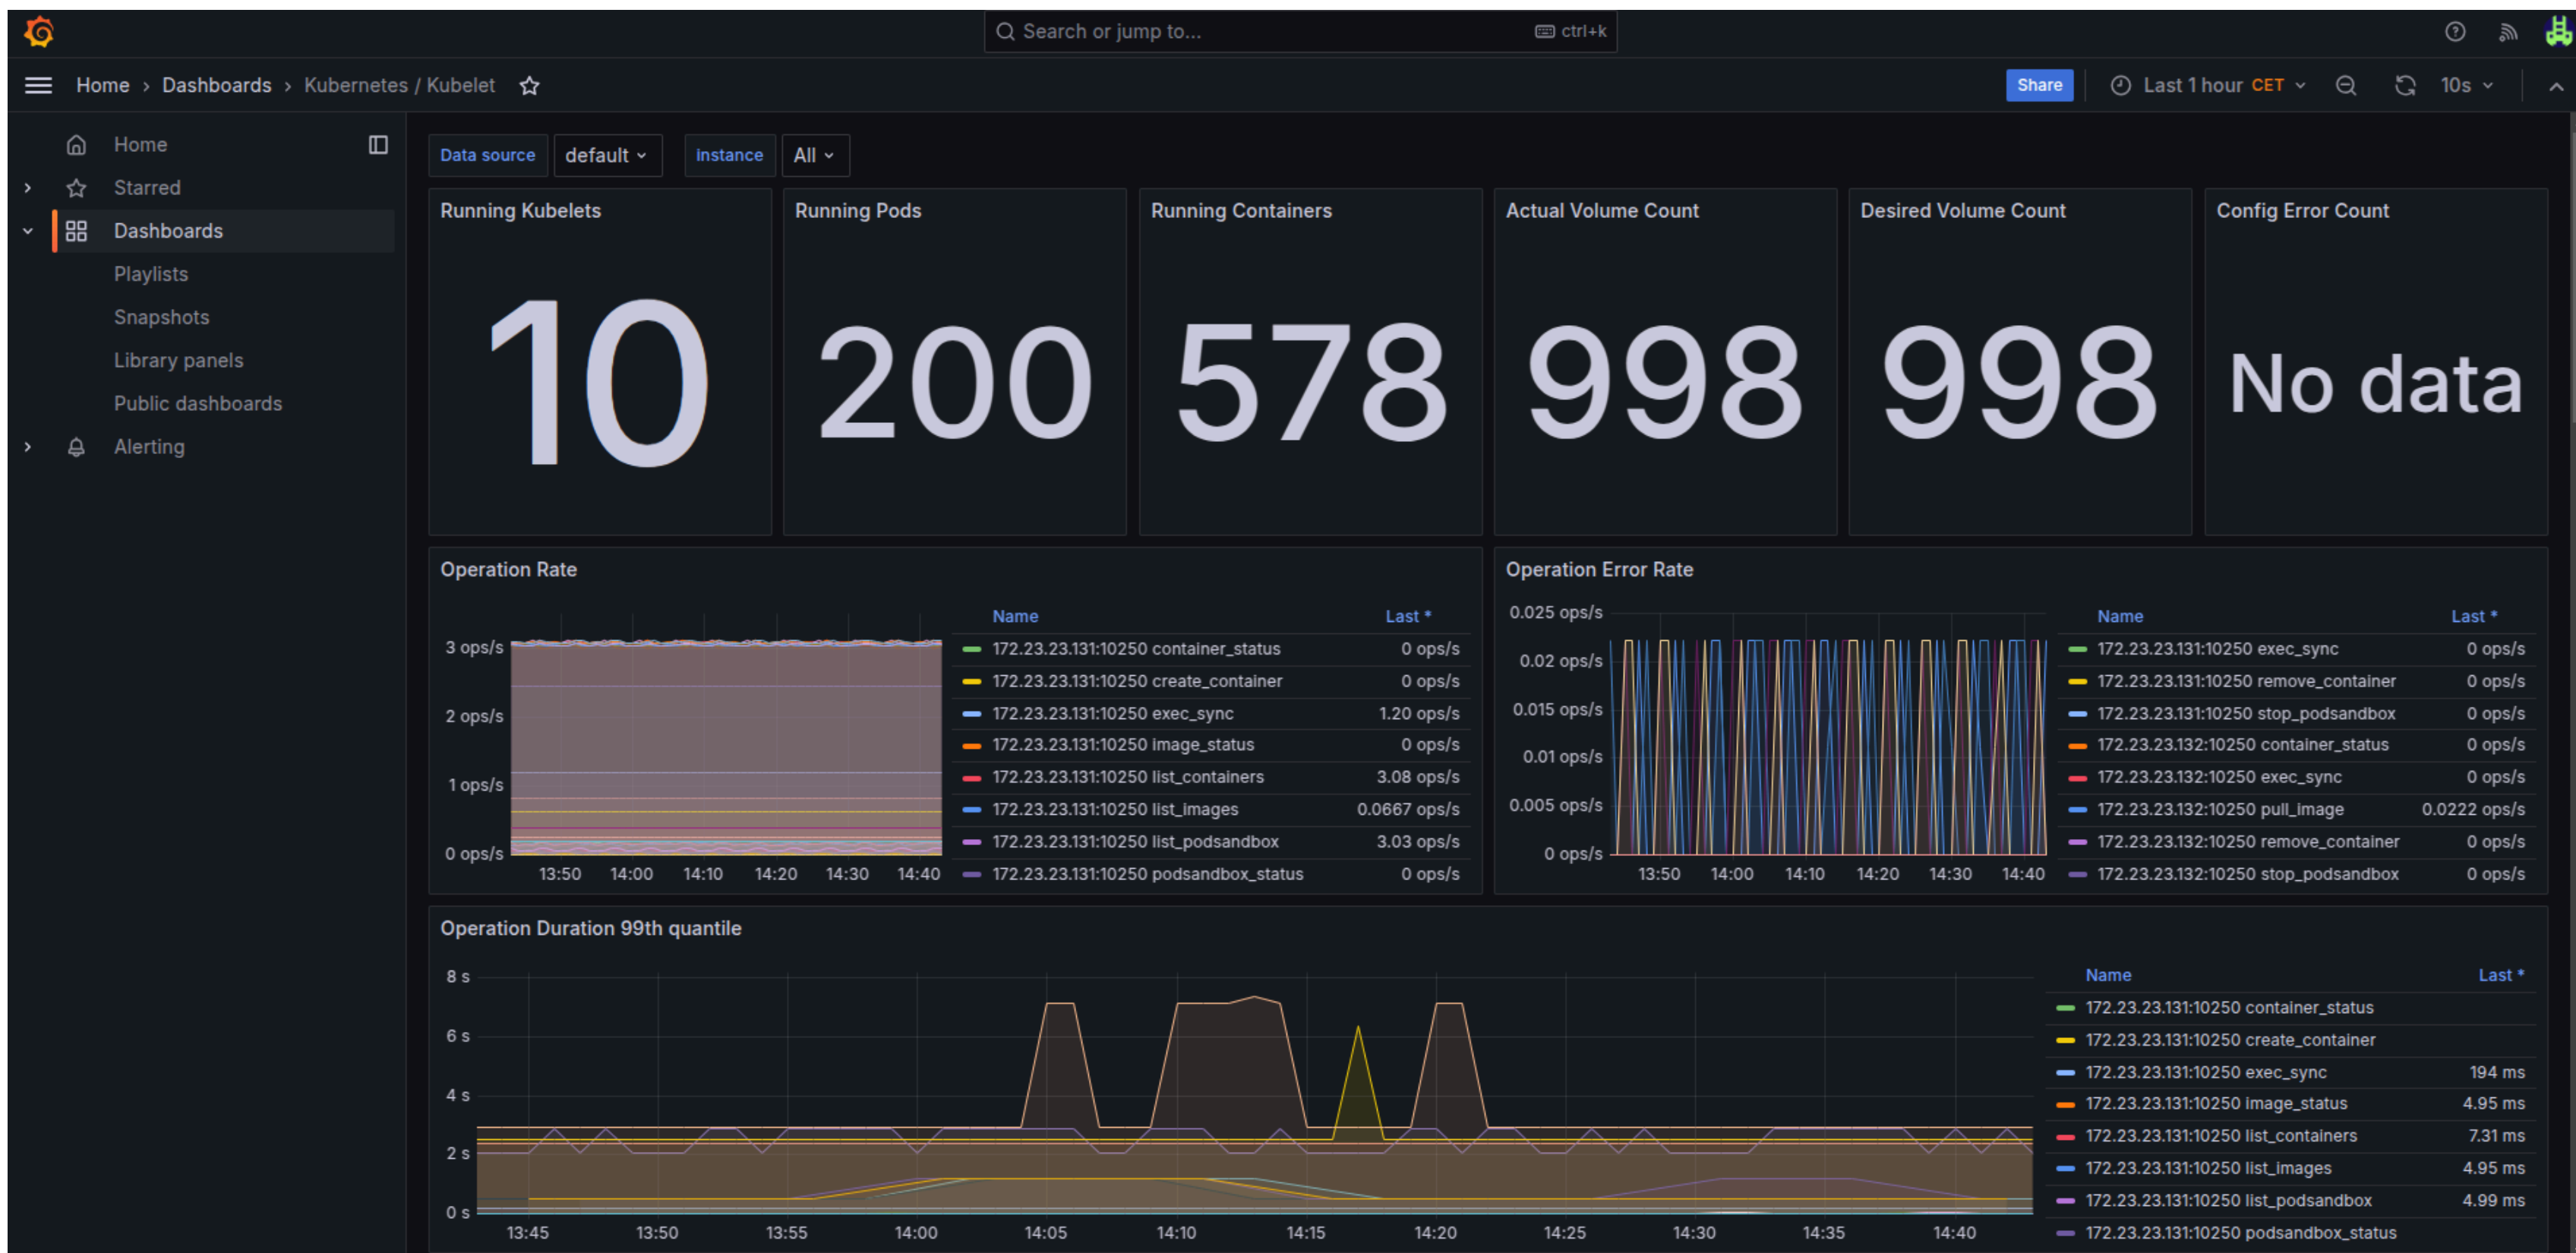 Search or jump to... ctrl+k
Home › Dashboards › Kubernetes / Kubelet
Share Last 1 hour CET 10s
Home
Starred
Dashboards
Playlists
Snapshots
Library panels
Public dashboards
Alerting
Data source default instance All
Running Kubelets
10
Running Pods
200
Running Containers
578
Actual Volume Count
998
Desired Volume Count
998
Config Error Count
No data
Operation Rate
3 ops/s
2 ops/s
1 ops/s
0 ops/s
13:50 14:00 14:10 14:20 14:30 14:40
Name Last *
172.23.23.131:10250 container_status 0 ops/s
172.23.23.131:10250 create_container 0 ops/s
172.23.23.131:10250 exec_sync 1.20 ops/s
172.23.23.131:10250 image_status 0 ops/s
172.23.23.131:10250 list_containers 3.08 ops/s
172.23.23.131:10250 list_images 0.0667 ops/s
172.23.23.131:10250 list_podsandbox 3.03 ops/s
172.23.23.131:10250 podsandbox_status 0 ops/s
Operation Error Rate
0.025 ops/s
0.02 ops/s
0.015 ops/s
0.01 ops/s
0.005 ops/s
0 ops/s
13:50 14:00 14:10 14:20 14:30 14:40
Name Last *
172.23.23.131:10250 exec_sync 0 ops/s
172.23.23.131:10250 remove_container 0 ops/s
172.23.23.131:10250 stop_podsandbox 0 ops/s
172.23.23.132:10250 container_status 0 ops/s
172.23.23.132:10250 exec_sync 0 ops/s
172.23.23.132:10250 pull_image 0.0222 ops/s
172.23.23.132:10250 remove_container 0 ops/s
172.23.23.132:10250 stop_podsandbox 0 ops/s
Operation Duration 99th quantile
8 s
6 s
4 s
2 s
0 s
13:45 13:50 13:55 14:00 14:05 14:10 14:15 14:20 14:25 14:30 14:35 14:40
Name Last *
172.23.23.131:10250 container_status
172.23.23.131:10250 create_container
172.23.23.131:10250 exec_sync 194 ms
172.23.23.131:10250 image_status 4.95 ms
172.23.23.131:10250 list_containers 7.31 ms
172.23.23.131:10250 list_images 4.95 ms
172.23.23.131:10250 list_podsandbox 4.99 ms
172.23.23.131:10250 podsandbox_status